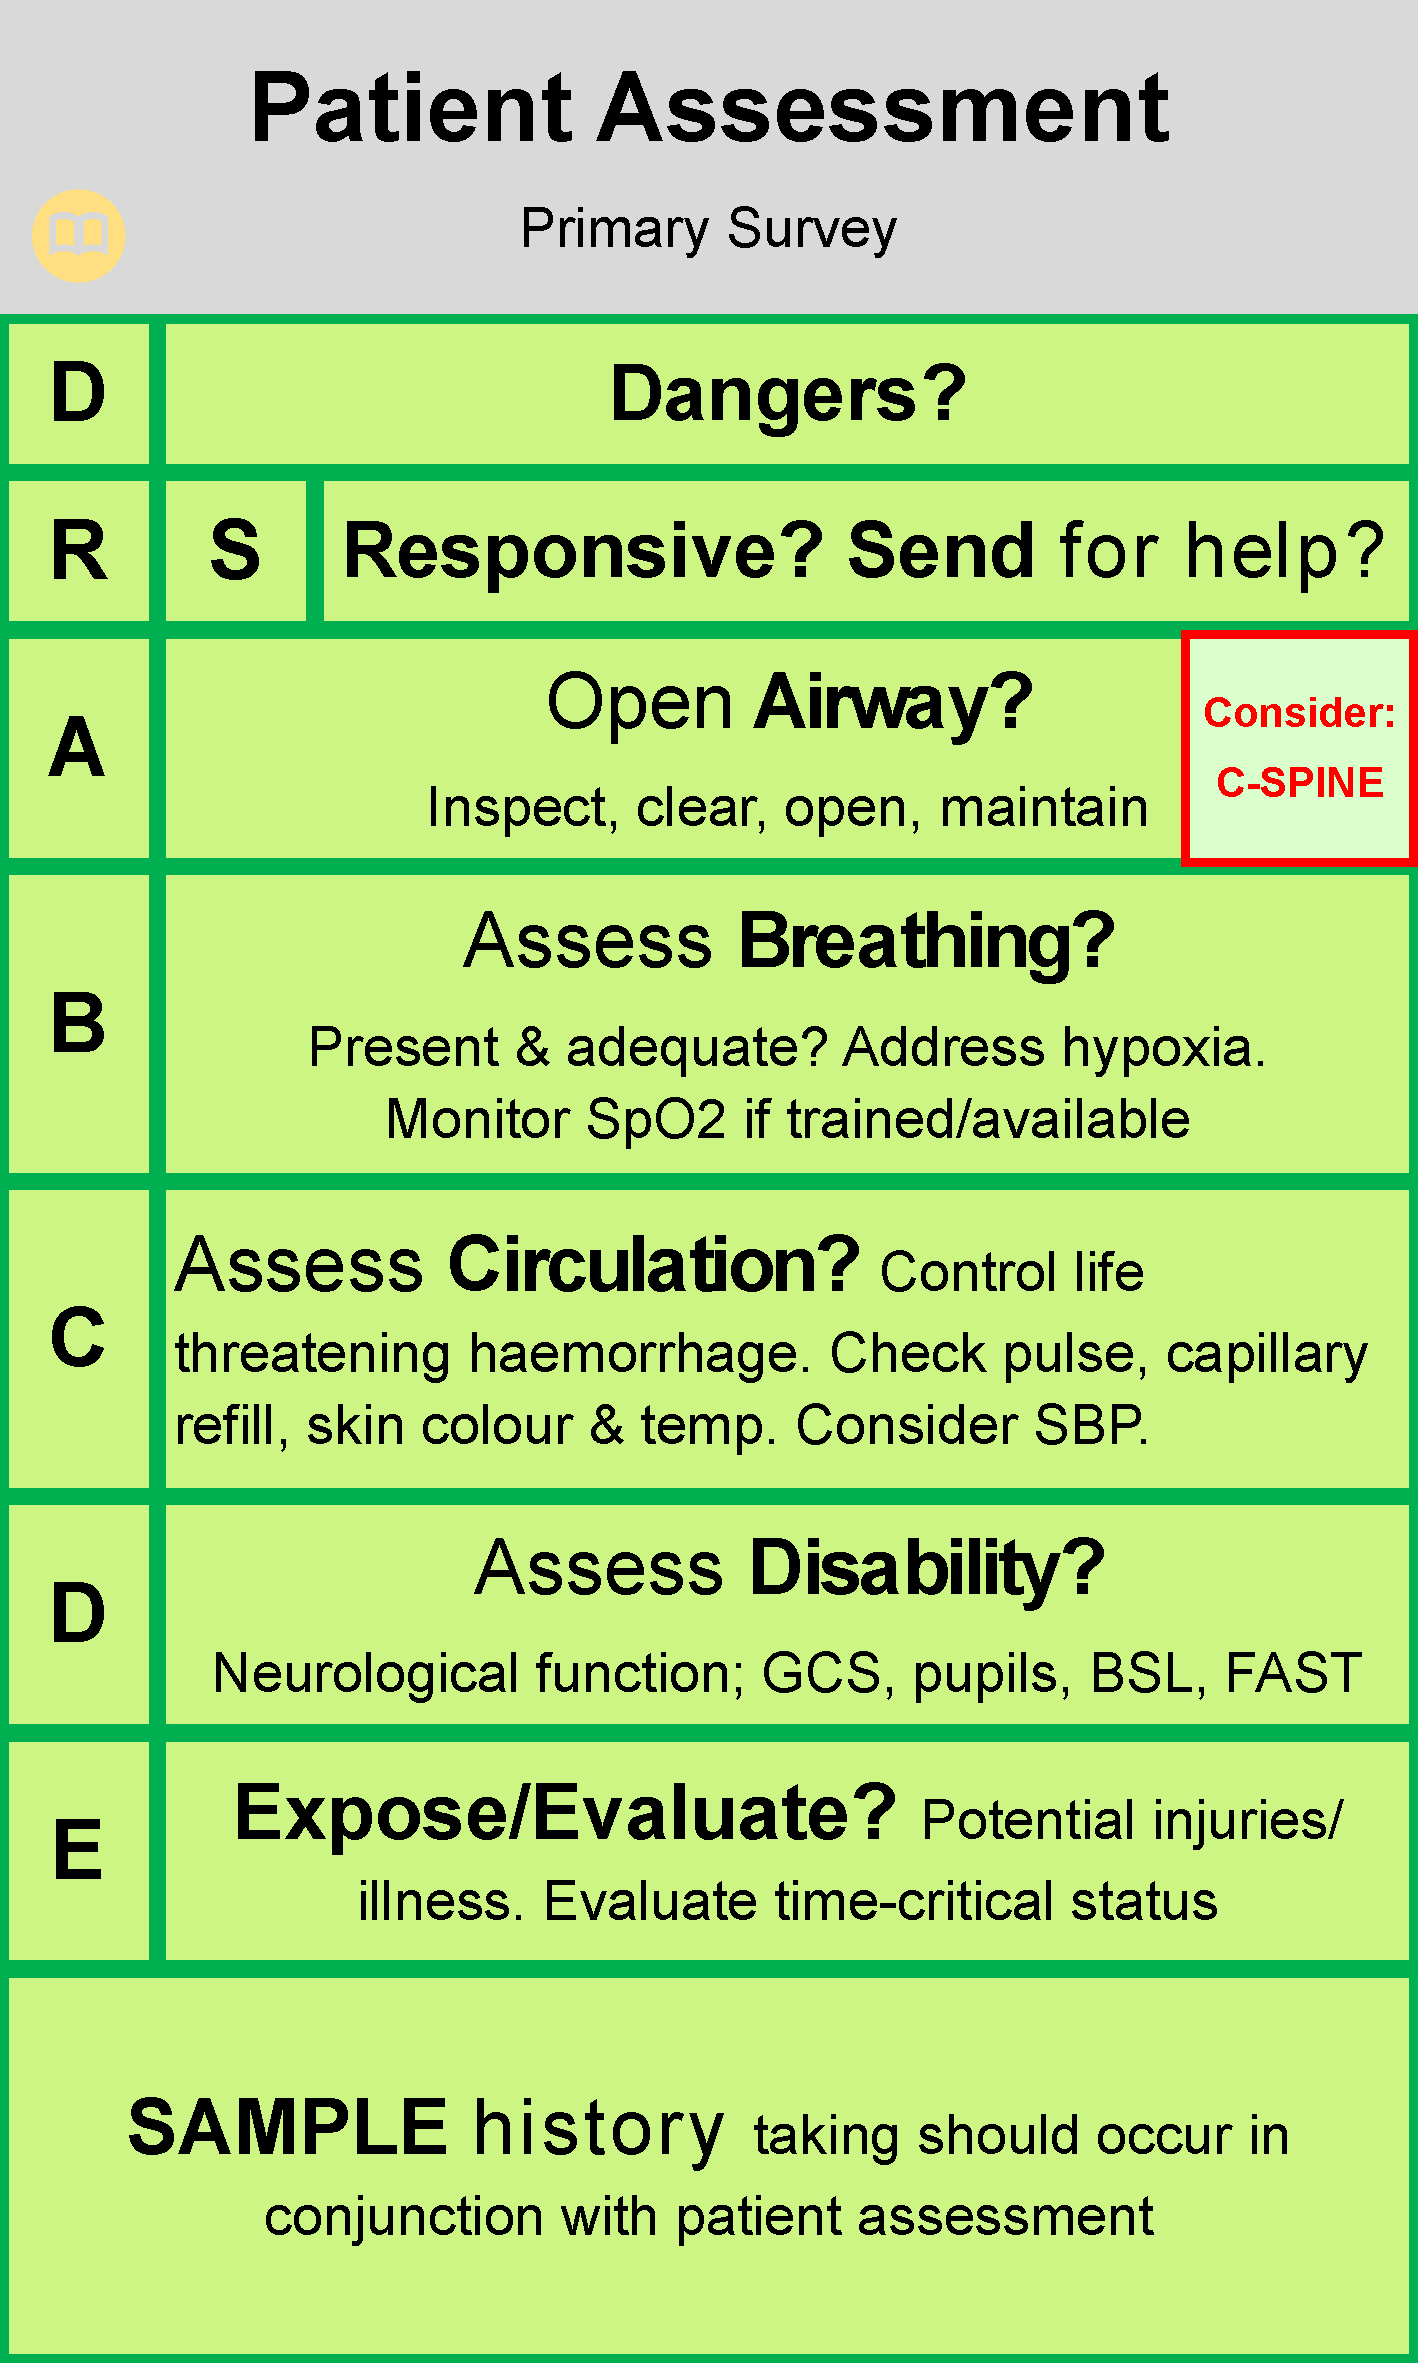 Patient Assessment
Primary Survey
D
Dangers?
R
S
Responsive? Send for help?
A
Open Airway?
Inspect, clear, open, maintain
Consider:
C-SPINE
B
Assess Breathing?
Present & adequate? Address hypoxia.
Monitor SpO2 if trained/available
C
Assess Circulation? Control life
threatening haemorrhage. Check pulse, capillary
refill, skin colour & temp. Consider SBP.
D
Assess Disability?
Neurological function; GCS, pupils, BSL, FAST
E
Expose/Evaluate? Potential injuries/
illness. Evaluate time-critical status
SAMPLE history taking should occur in
conjunction with patient assessment